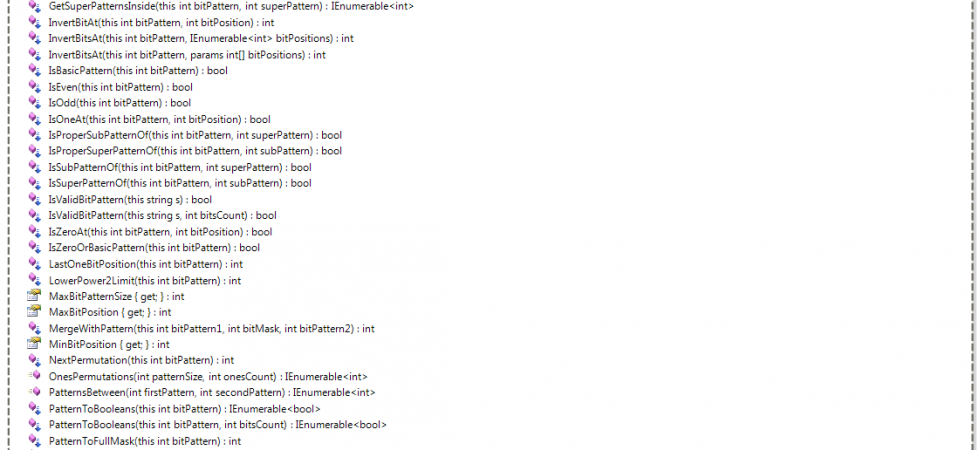 GetSuperPatternsInside(this int bitPattern, int superPattern) : IEnumerable<int>
InvertBitAt(this int bitPattern, int bitPosition) : int
InvertBitsAt(this int bitPattern, IEnumerable<int> bitPositions) : int
InvertBitsAt(this int bitPattern, params int[] bitPositions) : int
IsBasicPattern(this int bitPattern) : bool
IsEven(this int bitPattern) : bool
IsOdd(this int bitPattern) : bool
IsOneAt(this int bitPattern, int bitPosition) : bool
IsProperSubPatternOf(this int bitPattern, int superPattern) : bool
IsProperSuperPatternOf(this int bitPattern, int subPattern) : bool
IsSubPatternOf(this int bitPattern, int superPattern) : bool
IsSuperPatternOf(this int bitPattern, int subPattern) : bool
IsValidBitPattern(this string s) : bool
IsValidBitPattern(this string s, int bitsCount) : bool
IsZeroAt(this int bitPattern, int bitPosition) : bool
IsZeroOrBasicPattern(this int bitPattern) : bool
LastOneBitPosition(this int bitPattern) : int
LowerPower2Limit(this int bitPattern) : int
MaxBitPatternSize { get; } : int
MaxBitPosition { get; } : int
MergeWithPattern(this int bitPattern1, int bitMask, int bitPattern2) : int
MinBitPosition { get; } : int
NextPermutation(this int bitPattern) : int
OnesPermutations(int patternSize, int onesCount) : IEnumerable<int>
PatternsBetween(int firstPattern, int secondPattern) : IEnumerable<int>
PatternToBooleans(this int bitPattern) : IEnumerable<bool>
PatternToBooleans(this int bitPattern, int bitsCount) : IEnumerable<bool>
PatternToFullMask(this int bitPattern) : int